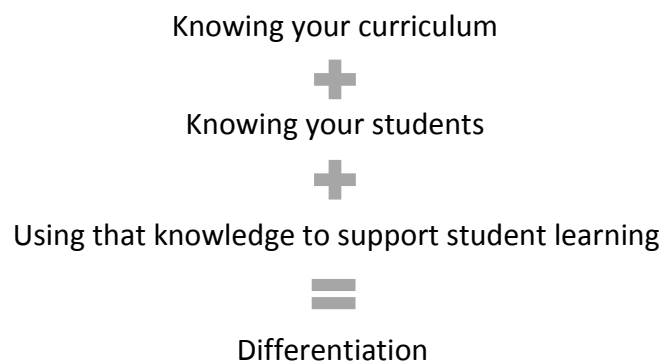 Knowing your curriculum
+
Knowing your students
+
Using that knowledge to support student learning
=
Differentiation